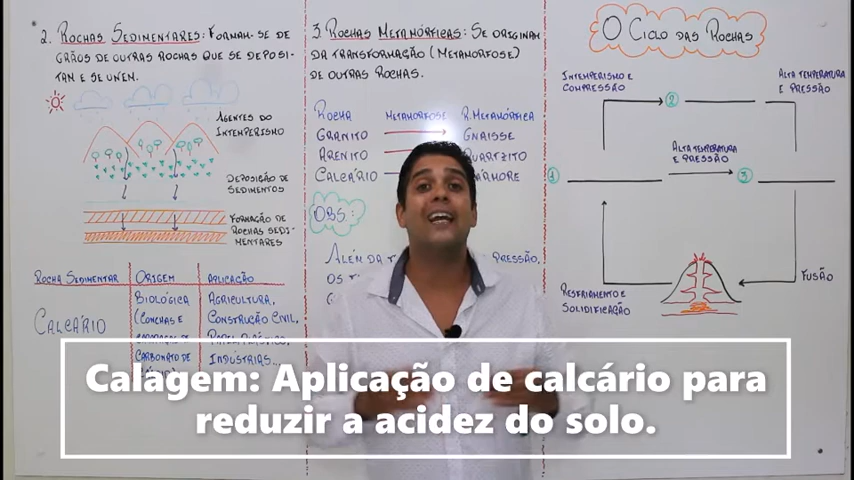 2. ROCHAS SEDIMENTARES: FORMAM-SE DE
GRÃOS DE OUTRAS ROCHAS QUE SE DEPOSI-
TAM E SE UNEM.
AGENTES DO
INTEMPERISMO
DEPOSIÇÃO DE
SEDIMENTOS
FORMAÇÃO DE
ROCHAS SEDI-
MENTARES
ROCHA SEDIMENTAR ORIGEM APLICAÇÃO
CALCÁRIO
BIOLÓGICA
(CONCHAS E
CARBONATO DE
AGRICULTURA,
CONSTRUÇÃO CIVIL,
INDÚSTRIAS...
3. ROCHAS METAMÓRFICAS: SE ORIGINAM
DA TRANSFORMAÇÃO (METAMORFOSE)
DE OUTRAS ROCHAS.
ROCHA METAMORFOSE R. METAMÓRFICA
GRANITO GNAISSE
ARENITO QUARTZITO
CALCÁRIO MÁRMORE
OBS:
ALÉM DA PRESSÃO,
OS
O CICLO DAS ROCHAS
INTEMPERISMO E
COMPRESSÃO
2
ALTA TEMPERATURA
E PRESSÃO
ALTA TEMPERATURA
E PRESSÃO
1
3
RESFRIAMENTO E
SOLIDIFICAÇÃO
FUSÃO
Calagem: Aplicação de calcário para
reduzir a acidez do solo.